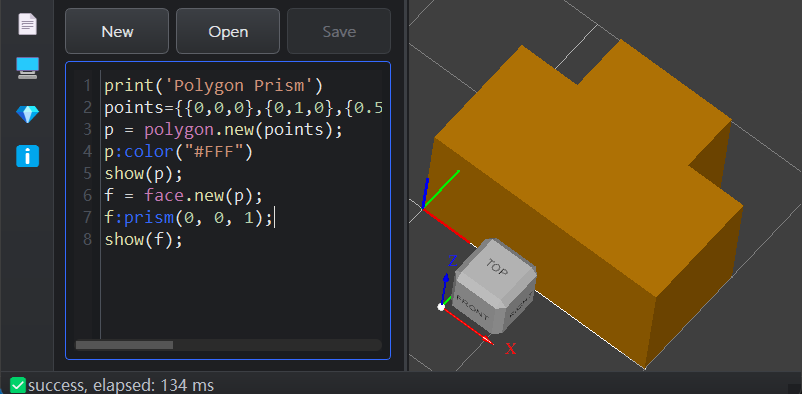 New Open Save
1 print('Polygon Prism')
2 points={{0,0,0},{0,1,0},{0.5
3 p = polygon.new(points);
4 p:color("#FFF")
5 show(p);
6 f = face.new(p);
7 f:prism(0, 0, 1);
8 show(f);
TOP
FRONT
X
success, elapsed: 134 ms